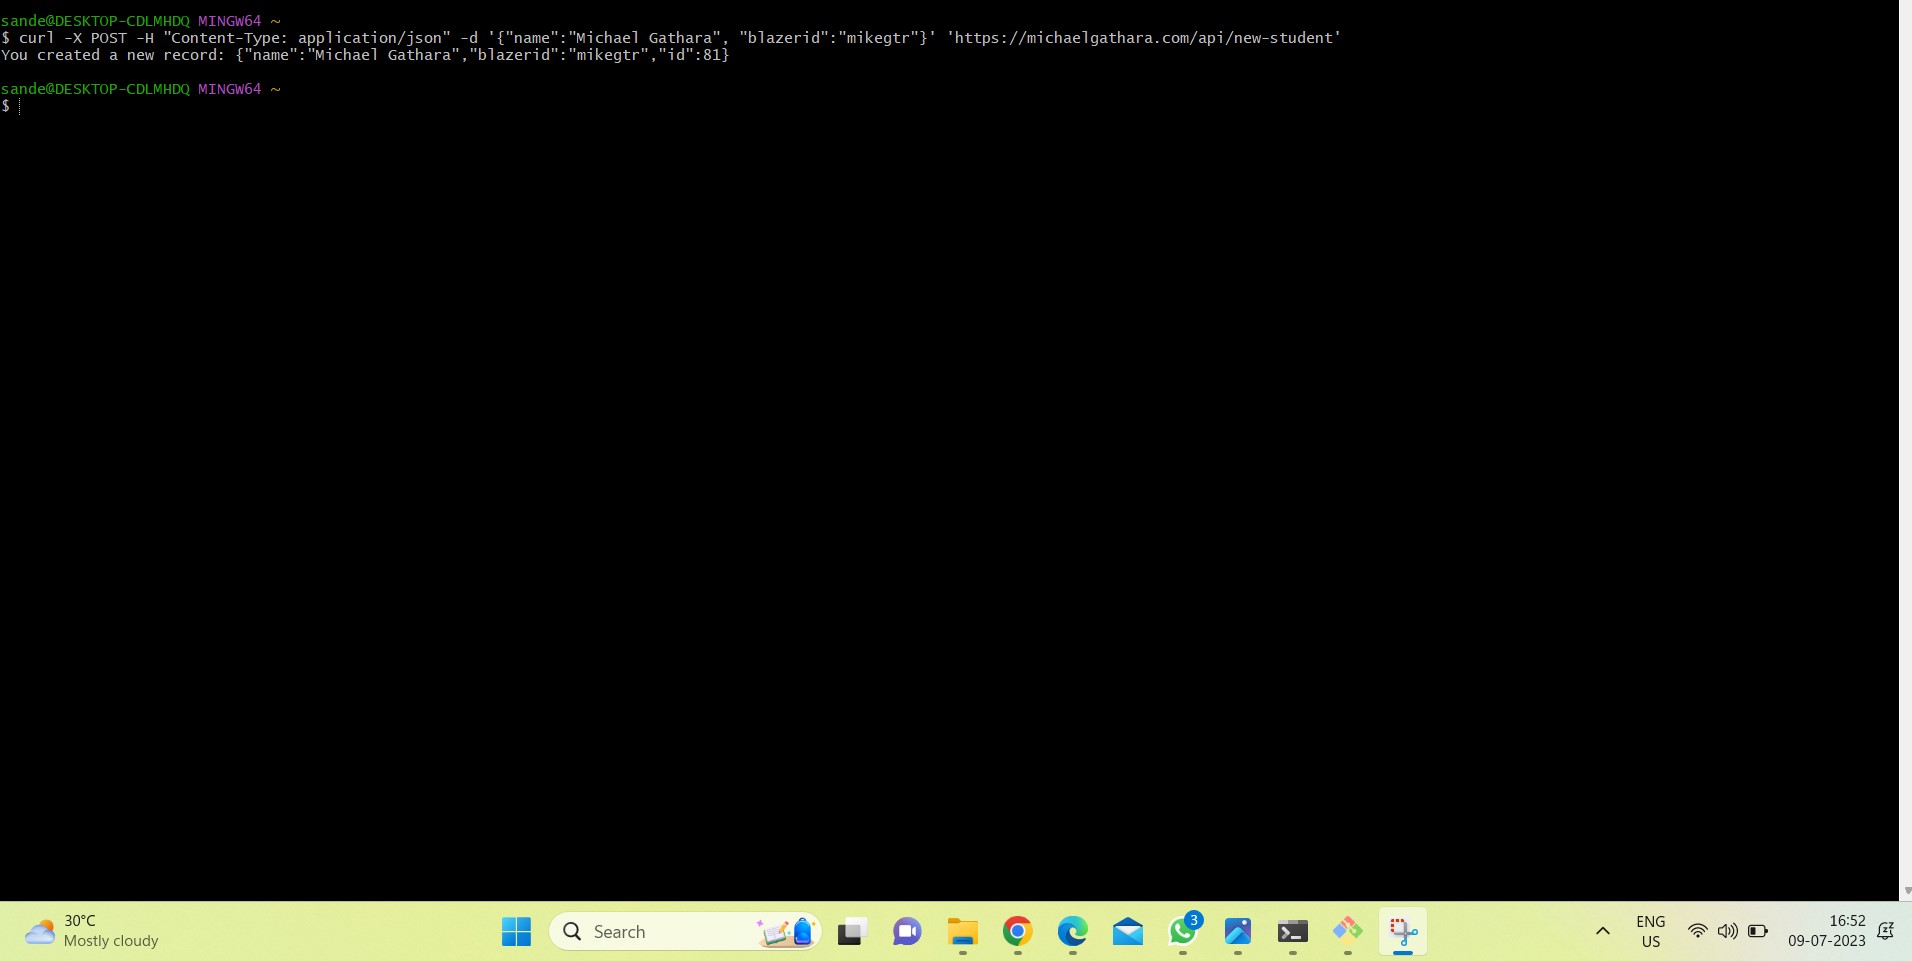 sande@DESKTOP-CDLMHDQ MINGW64 ~
$ curl -X POST -H "Content-Type: application/json" -d '{"name":"Michael Gathara", "blazerid":"mikegtr"}' 'https://michaelgathara.com/api/new-student'
You created a new record: {"name":"Michael Gathara","blazerid":"mikegtr","id":81}
sande@DESKTOP-CDLMHDQ MINGW64 ~
$
30°C
Mostly cloudy
Search
3
ENG
US
16:52
09-07-2023